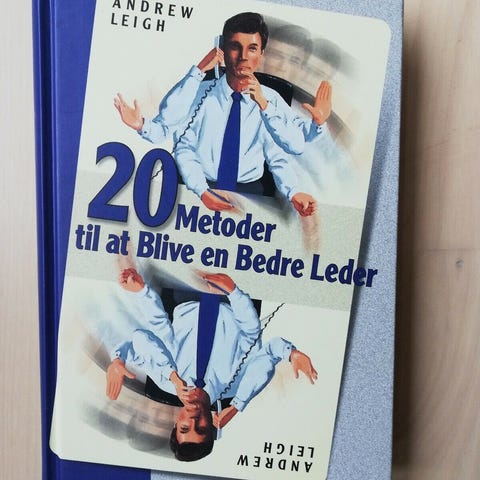 ANDREW
LEIGH
20 Metoder
til at Blive en Bedre Leder
ANDREW
LEIGH